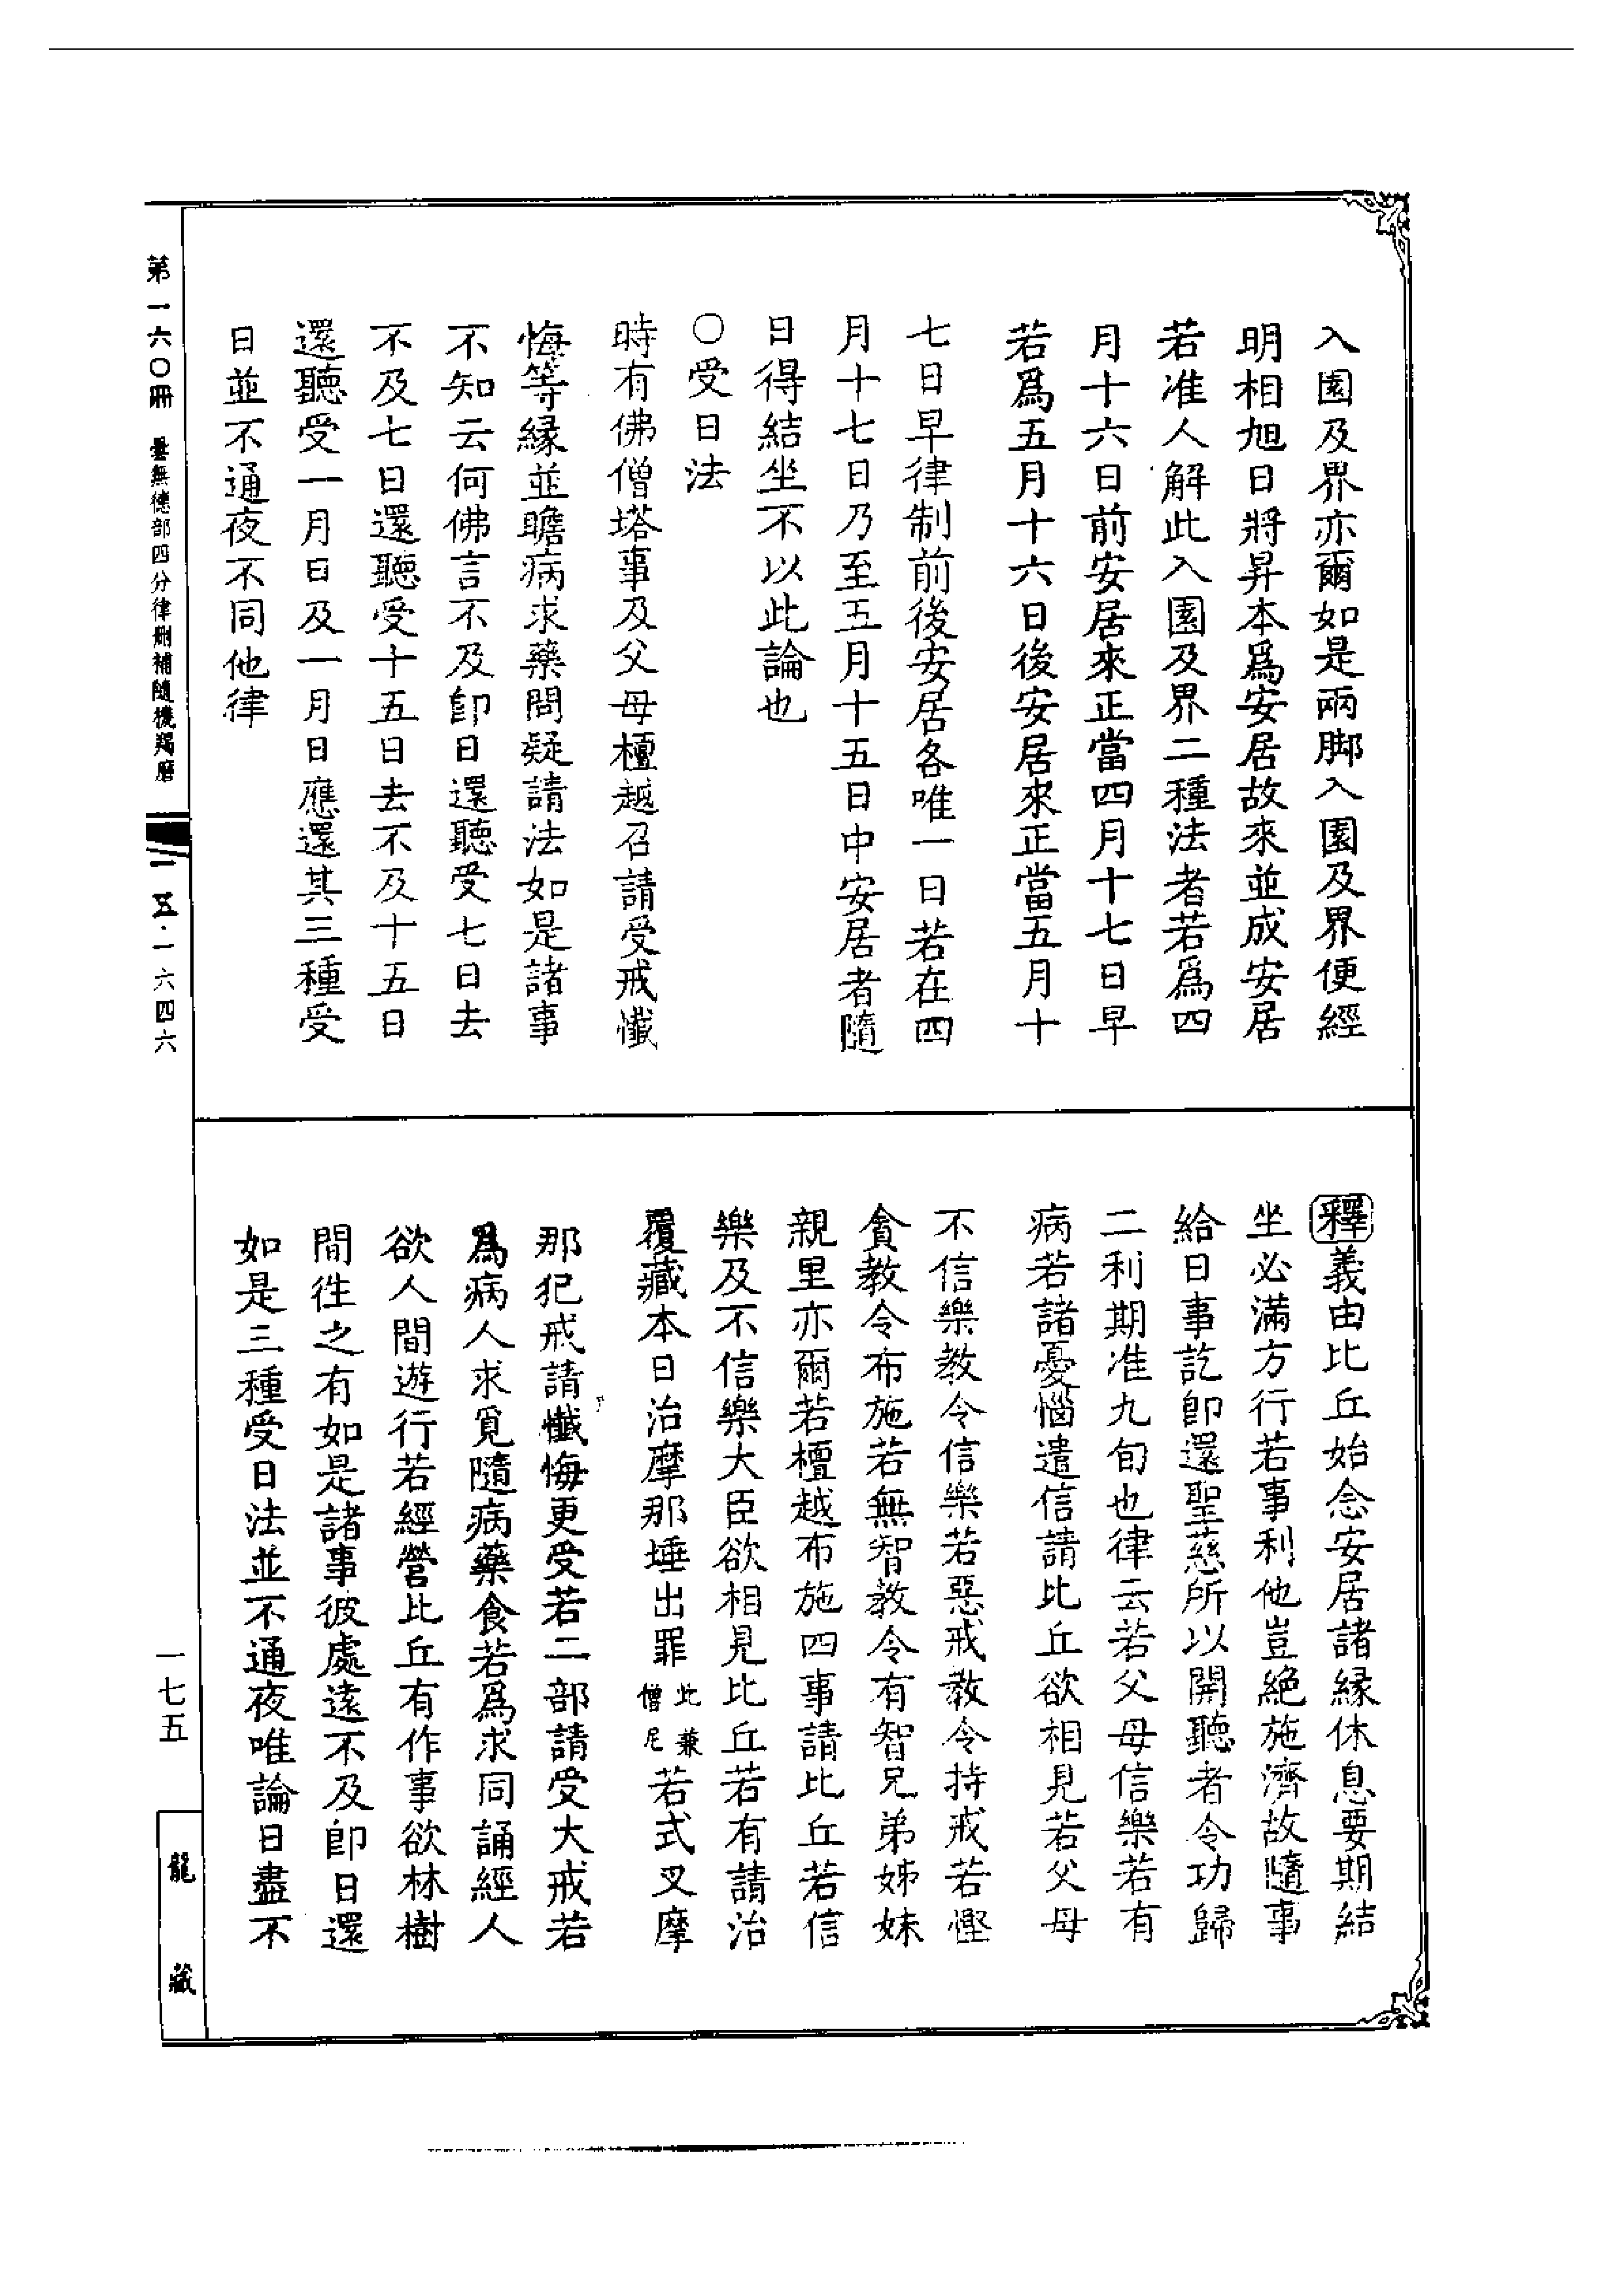 入園及界亦爾如是兩脚入園及界便經
明相旭日將昇本爲安居故來並成安居
若准人解此入園及界二種法者若爲四
月十六日前安居來正當四月十七日早
若爲五月十六日後安居來正當五月十
七日早律制前後安居各唯一日若在四
月十七日乃至五月十五日中安居者隨
日得結坐不以此論也
○受日法
時有佛僧塔事及父母檀越召請受戒懺
悔等緣並瞻病求藥問疑請法如是諸事
不知云何佛言不及卽日還聽受七日去
不及七日還聽受十五日去不及十五日
還聽受一月日及一月日應還其三種受
日並不通夜不同他律
釋義由比丘始念安居諸緣休息要期結
坐必滿方行若事利他豈絕施濟故隨事
給日事訖卽還聖慈所以開聽者令功歸
二利期准九旬也律云若父母信樂若有
病若諸憂惱遣信請比丘欲相見若父母
不信樂教令信樂若惡戒教令持戒若慳
貪教令布施若無智教令有智兄弟姊妹
親里亦爾若檀越布施四事請比丘若信
樂及不信樂大臣欲相見比丘若有請治
覆藏本日治摩那埵出罪此兼僧尼若式叉摩
那犯戒請懺悔更受若二部請受大戒若
爲病人求覓隨病藥食若爲求同誦經人
欲人間遊行若經營比丘有作事欲林樹
間徃之有如是諸事彼處遠不及卽日還
如是三種受日法並不通夜唯論日盡不
第一六〇冊 曇無德部四分律刪補隨機羯磨
一五·一六四六
一七五
龍藏